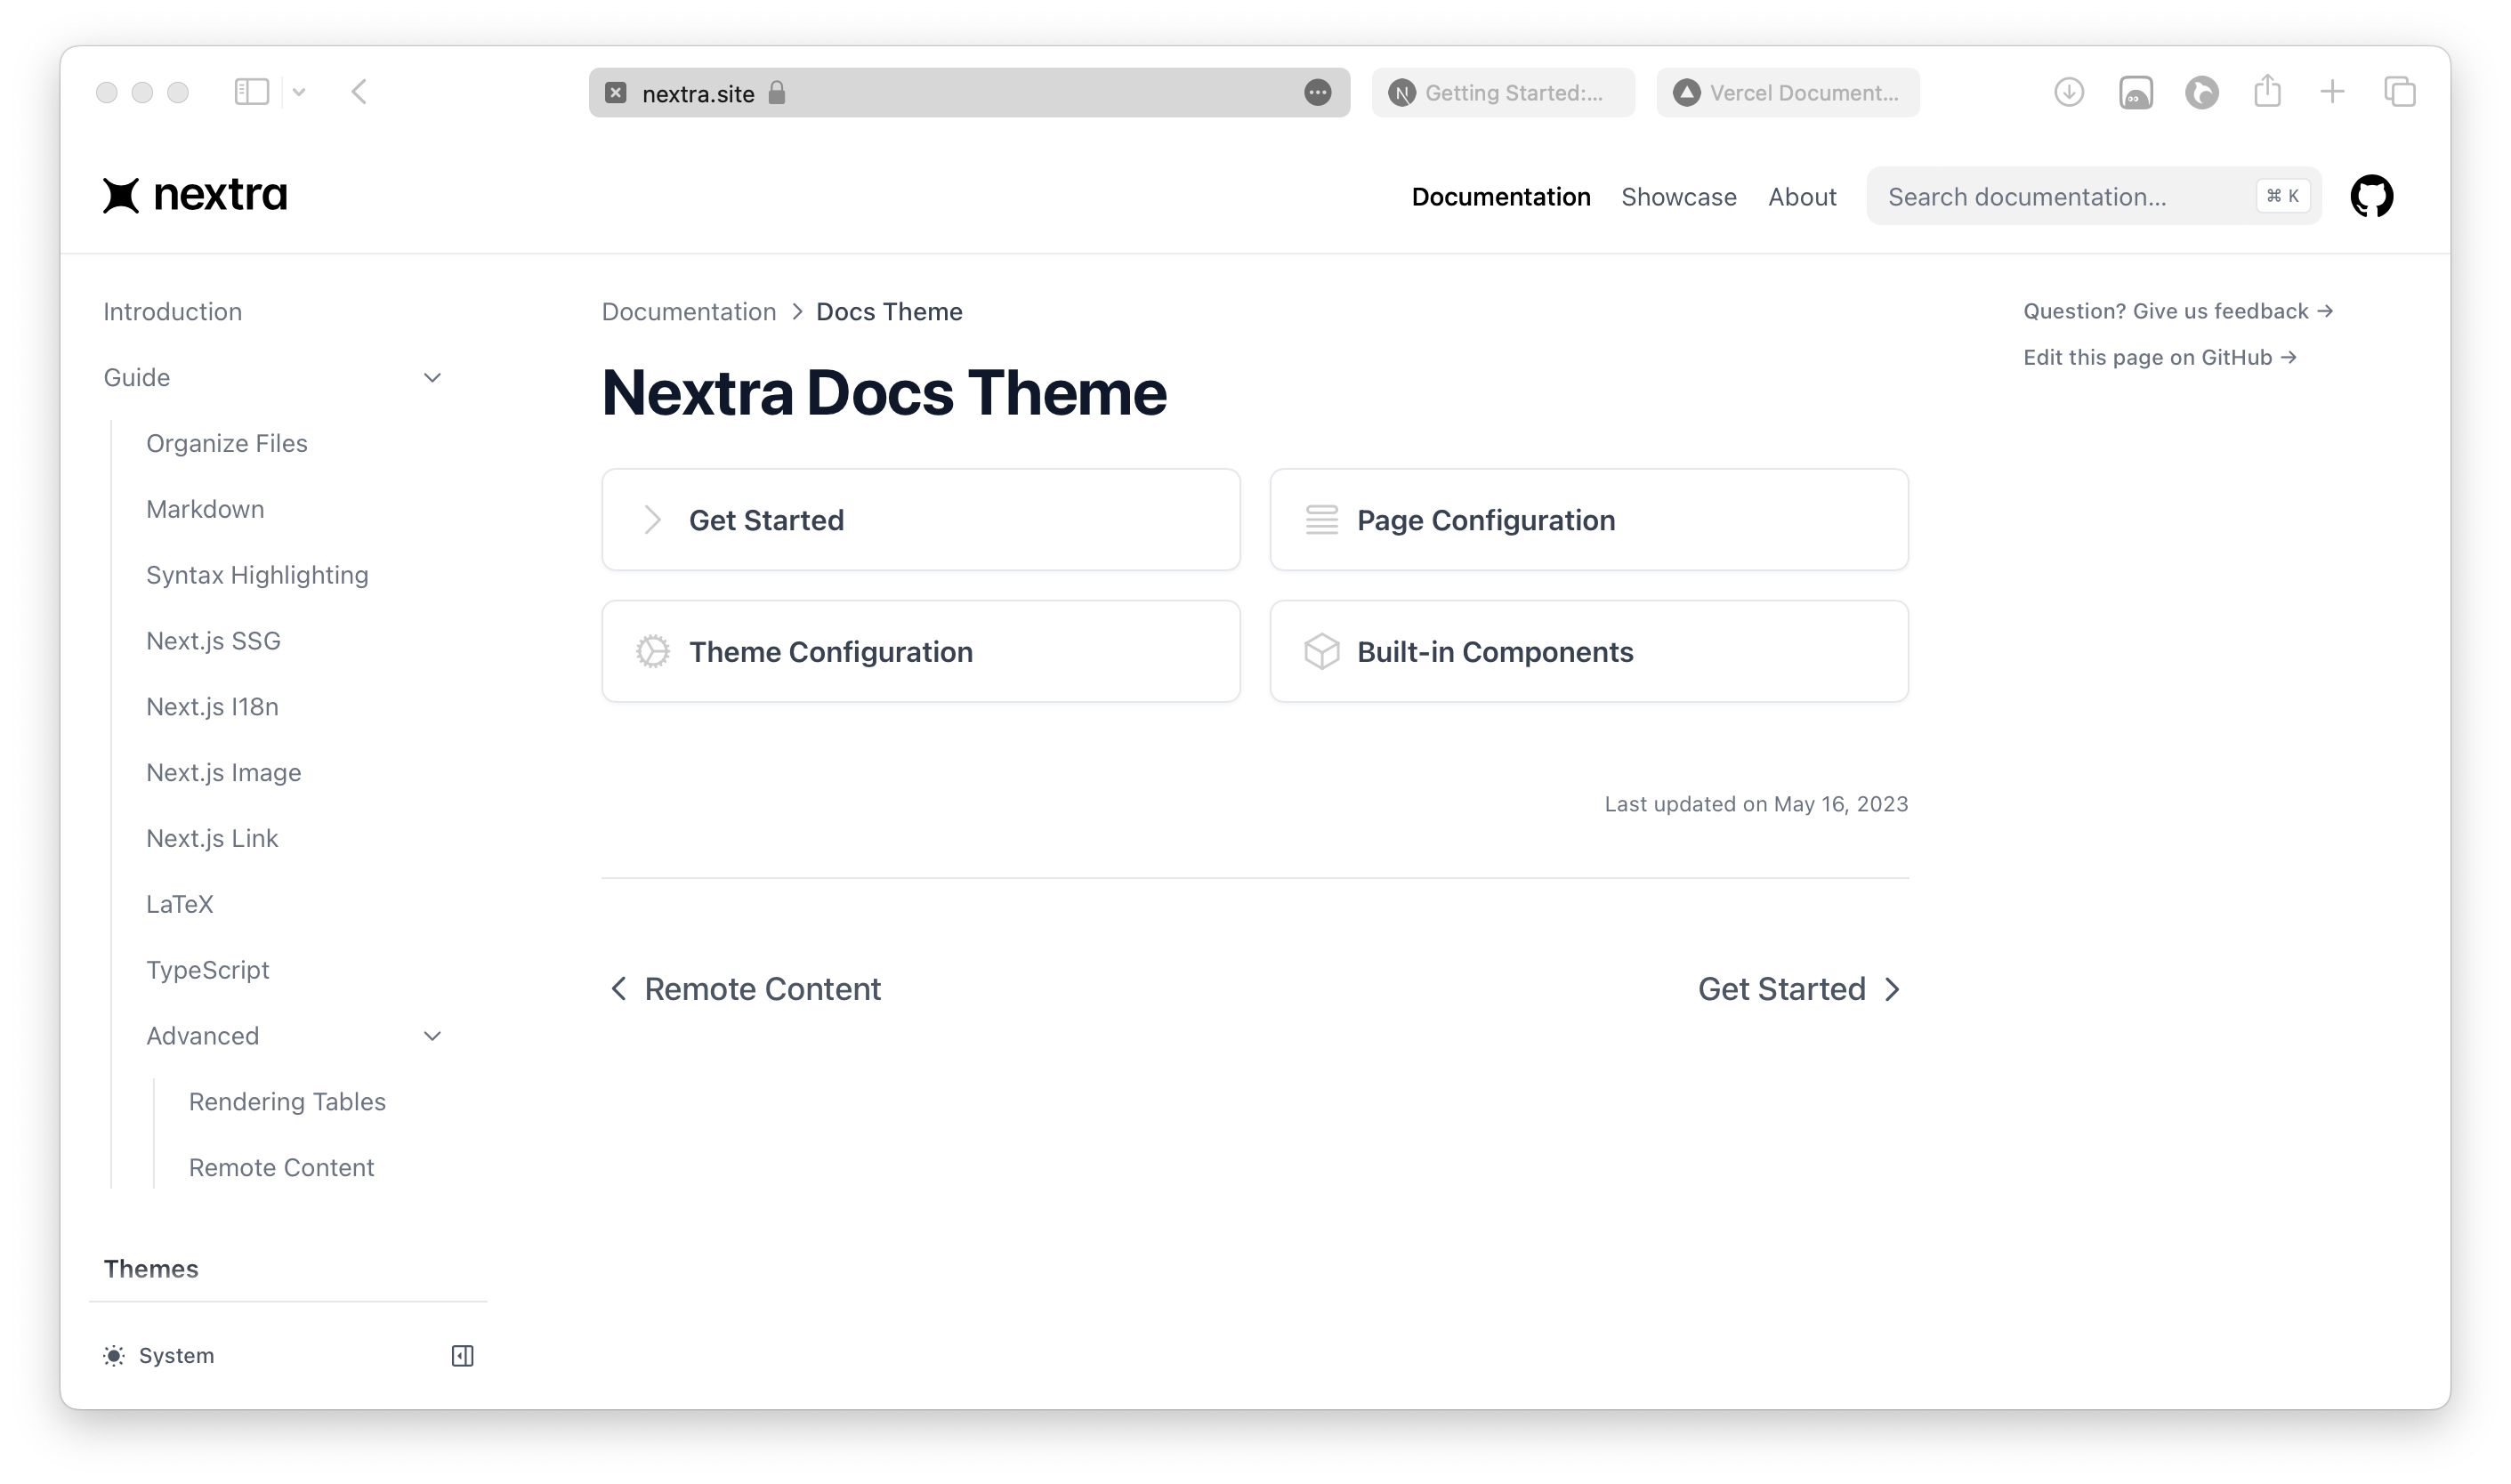 nextra.site
Getting Started:...
Vercel Document...
nextra
Documentation
Showcase
About
Search documentation...
⌘ K
Introduction
Guide
Organize Files
Markdown
Syntax Highlighting
Next.js SSG
Next.js I18n
Next.js Image
Next.js Link
LaTeX
TypeScript
Advanced
Rendering Tables
Remote Content
Themes
System
Documentation > Docs Theme
Nextra Docs Theme
Get Started
Page Configuration
Theme Configuration
Built-in Components
Last updated on May 16, 2023
Remote Content
Get Started
Question? Give us feedback →
Edit this page on GitHub →